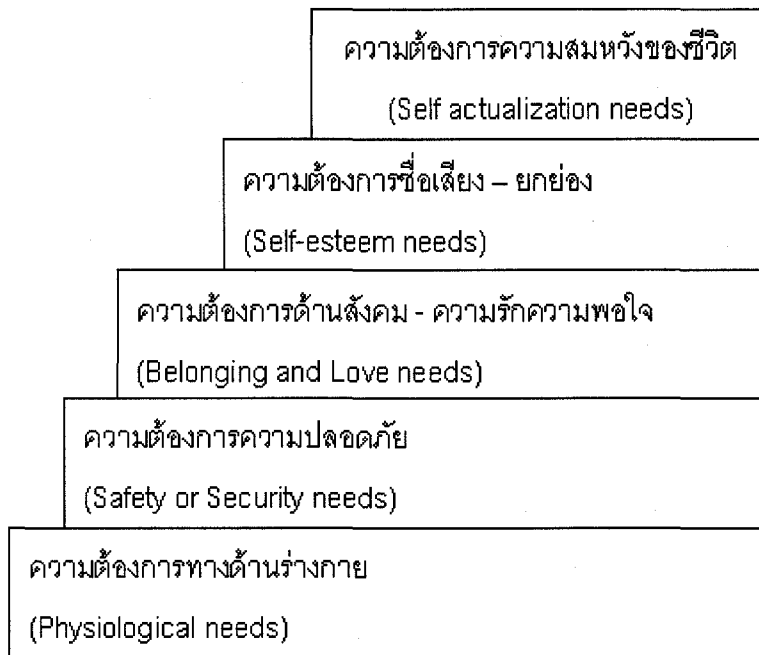 ความต้องการความสมหวังของชีวิต
(Self actualization needs)
ความต้องการชื่อเสียง – ยกย่อง
(Self-esteem needs)
ความต้องการด้านสังคม - ความรักความพอใจ
(Belonging and Love needs)
ความต้องการความปลอดภัย
(Safety or Security needs)
ความต้องการทางด้านร่างกาย
(Physiological needs)